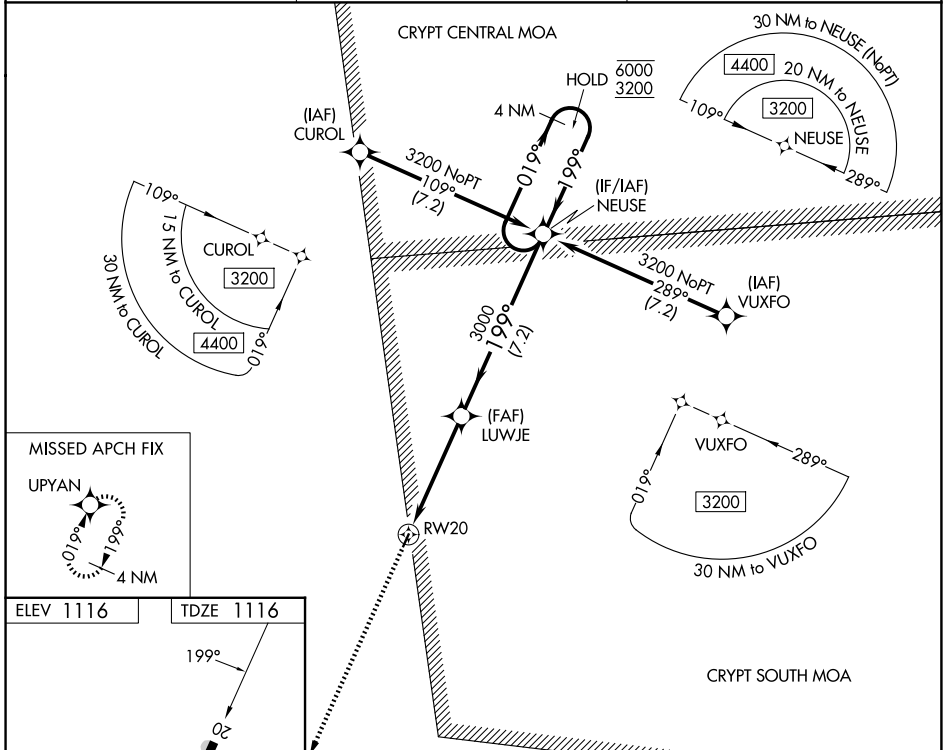 CRYPT CENTRAL MOA
30 NM to NEUSE (NoPT)
4400
20 NM to NEUSE
3200
109°
NEUSE
289°
HOLD
6000
3200
4 NM
019°
199°
(IAF)
CUROL
3200 NoPT
109°
(7.2)
(IF/IAF)
NEUSE
109°
CUROL
3200
15 NM to CUROL
4400
30 NM to CUROL
019°
3200 NoPT
289°
(7.2)
(IAF)
VUXFO
3000
199°
(7.2)
(FAF)
LUWJE
VUXFO
289°
019°
3200
30 NM to VUXFO
MISSED APCH FIX
UPYAN
019°
199°
4 NM
RW20
ELEV 1116
TDZE 1116
199°
20
CRYPT SOUTH MOA